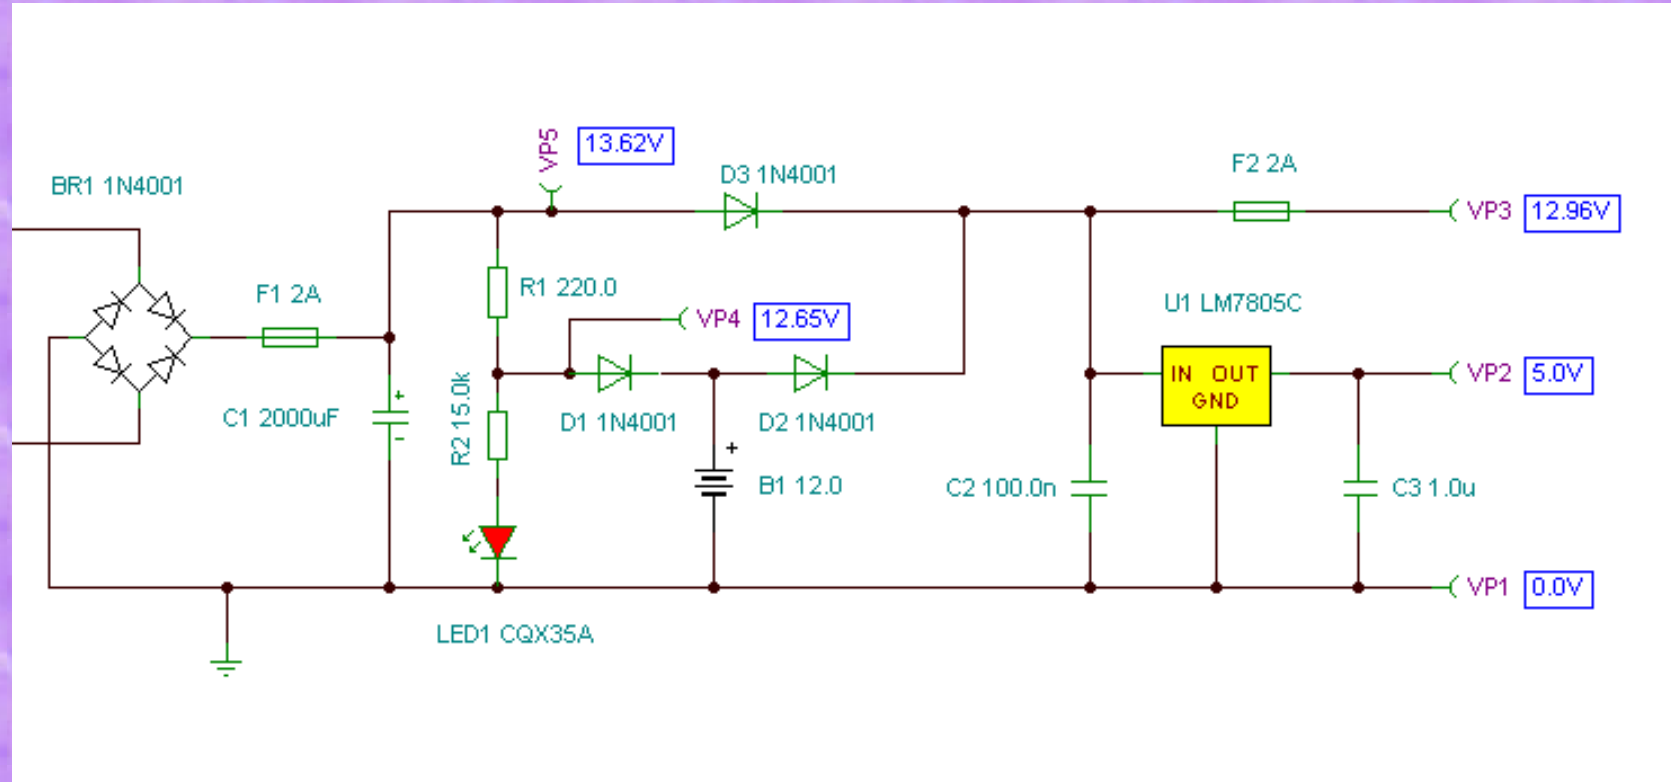 VP5 13.62V
D3 1N4001
F2 2A
BR1 1N4001
VP3 12.96V
F1 2A
R1 220.0
VP4 12.65V
U1 LM7805C
IN OUT
GND
VP2 5.0V
C1 2000uF
+
-
R2 15.0k
D1 1N4001
D2 1N4001
+
B1 12.0
C2 100.0n
C3 1.0u
VP1 0.0V
LED1 CQX35A